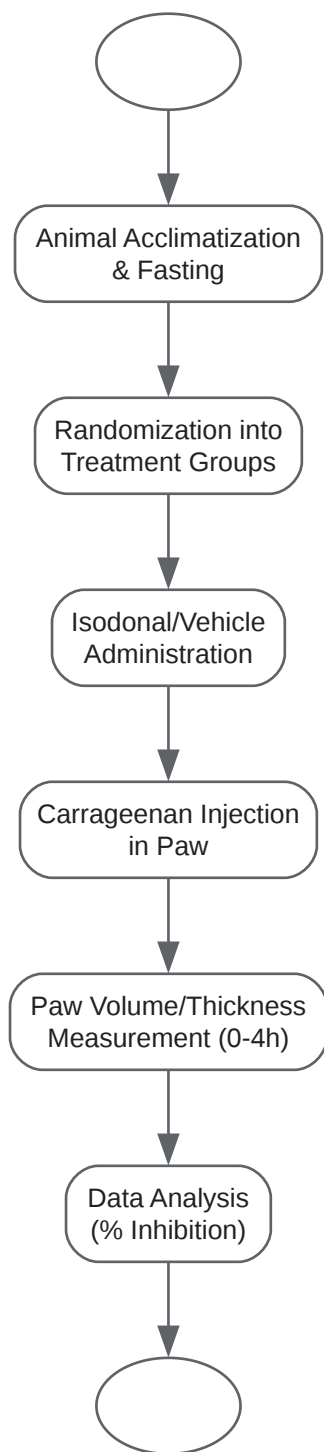 Animal Acclimatization
& Fasting
Randomization into
Treatment Groups
Isodonal/Vehicle
Administration
Carrageenan Injection
in Paw
Paw Volume/Thickness
Measurement (0-4h)
Data Analysis
(% Inhibition)